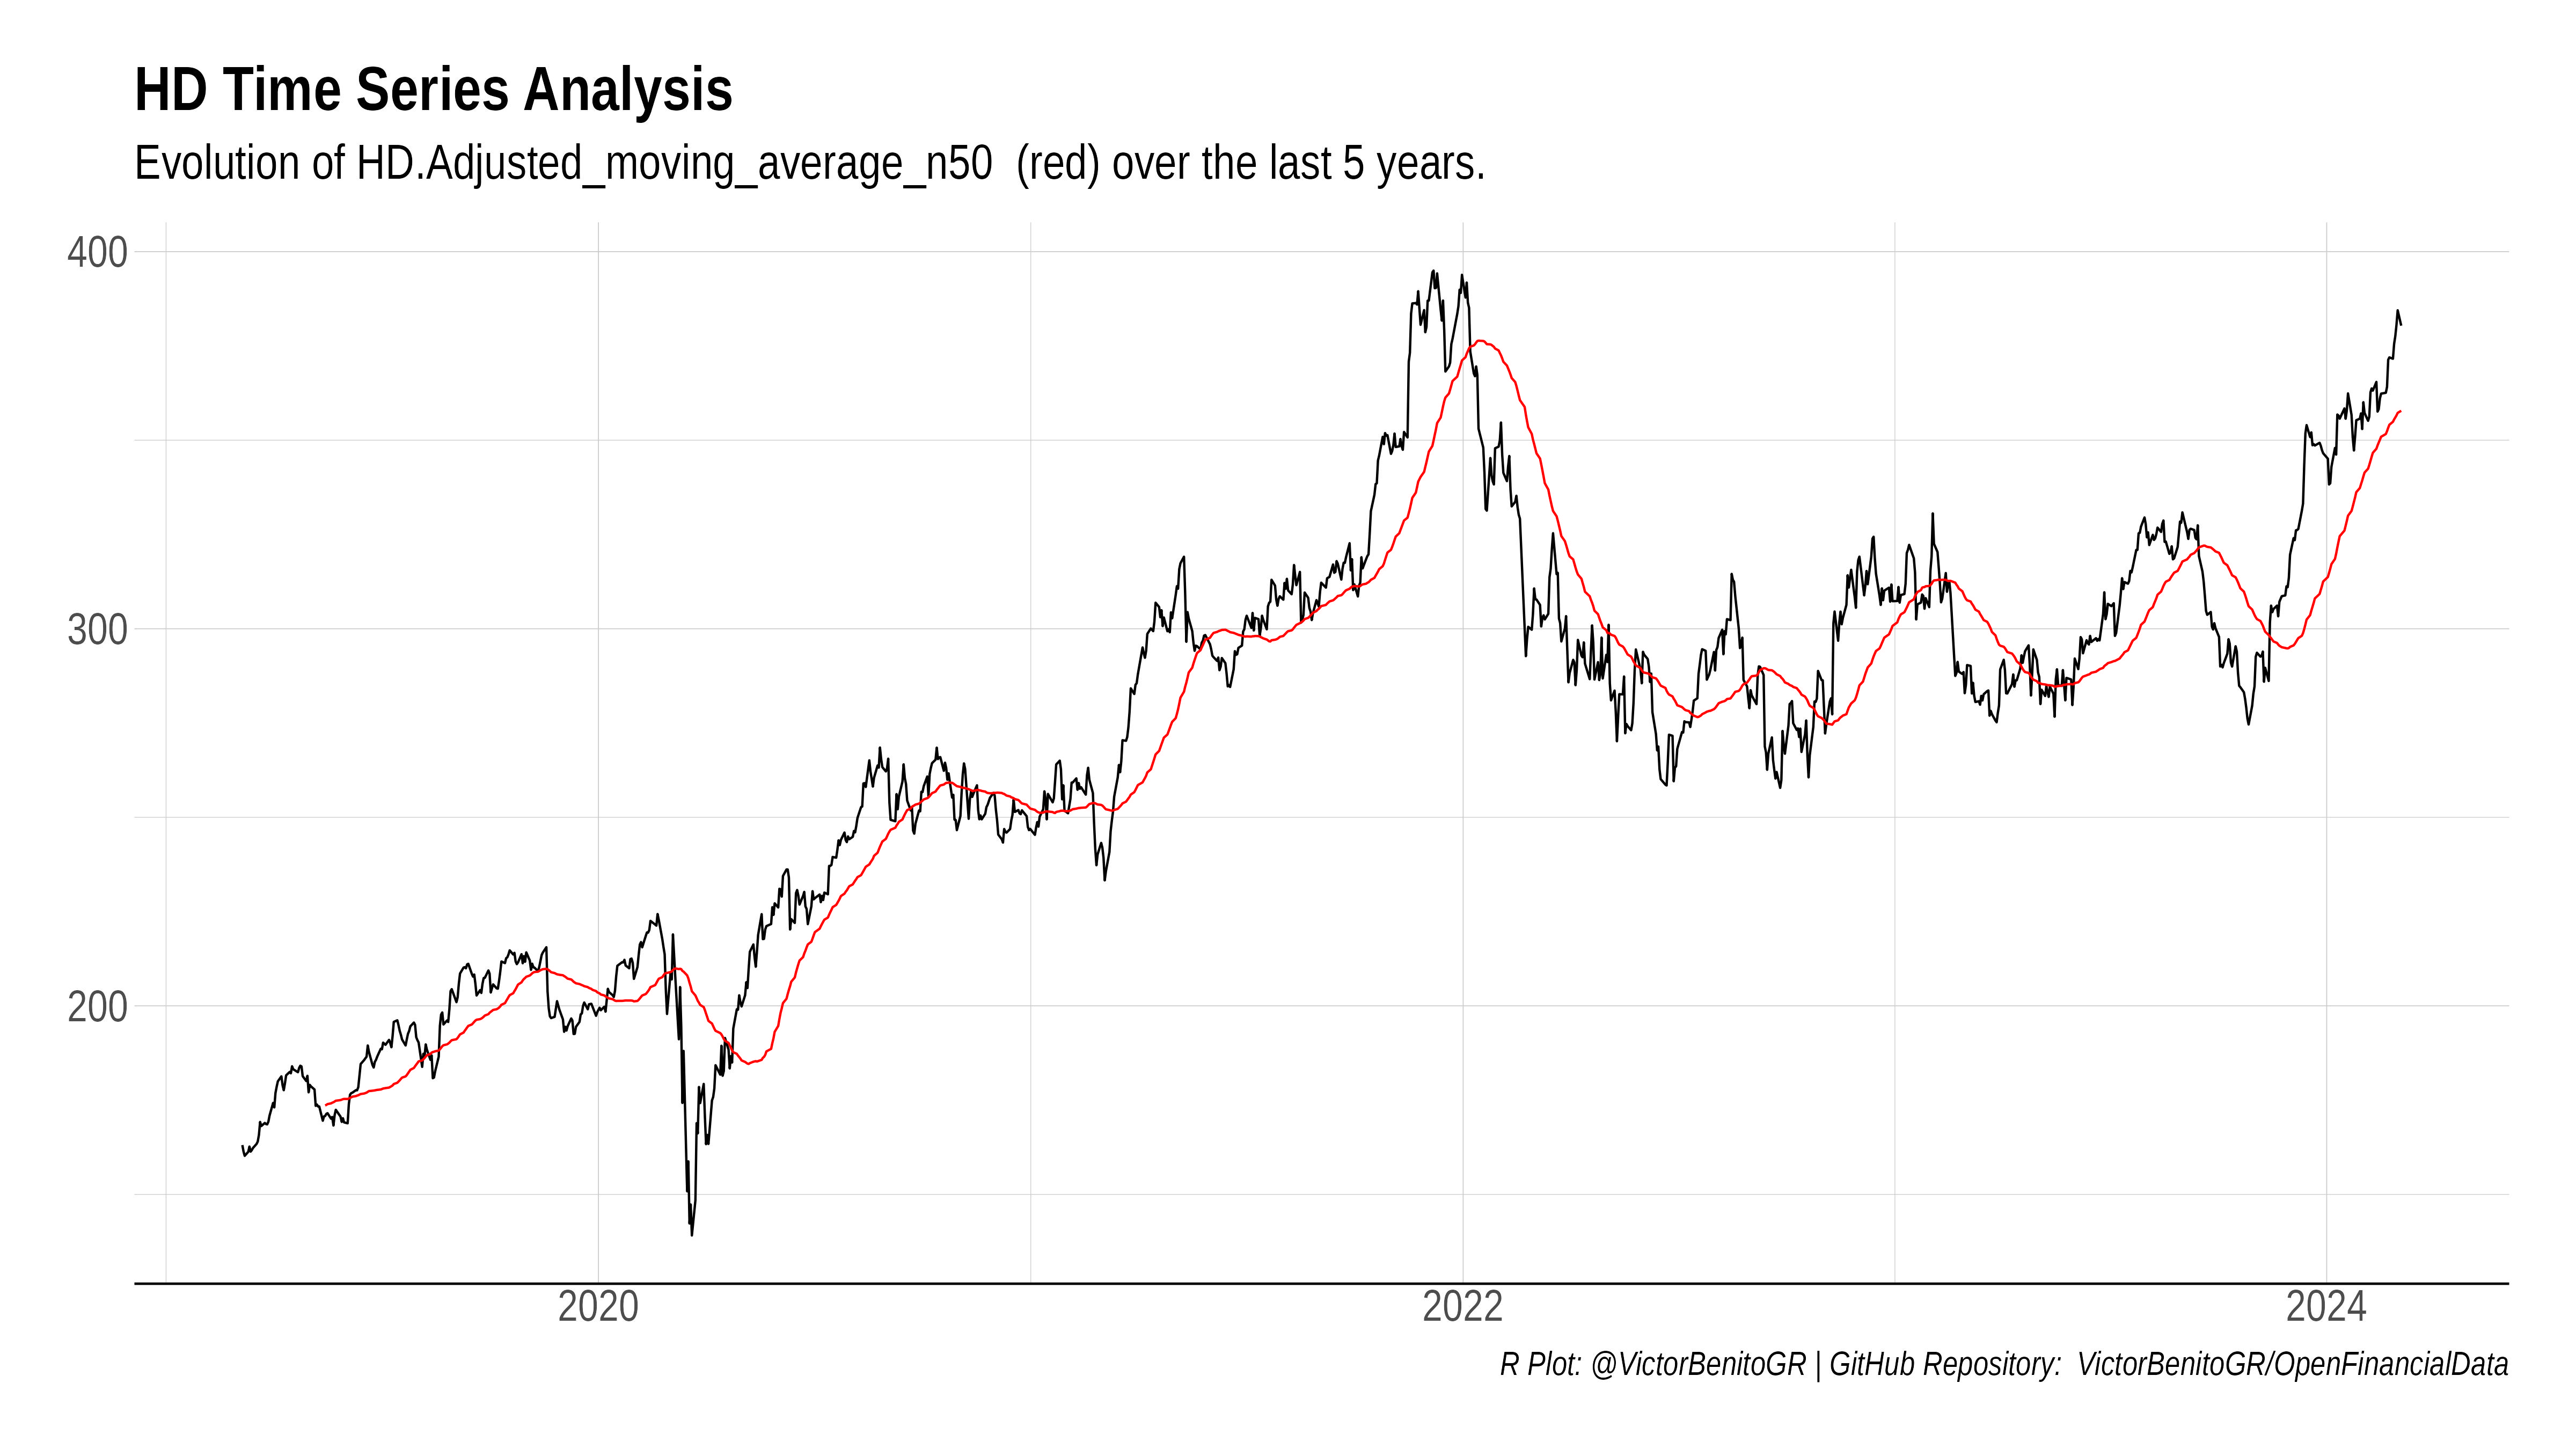 HD Time Series Analysis
Evolution of HD.Adjusted_moving_average_n50  (red) over the last 5 years.
400
300
200
2020 2022 2024
R Plot: @VictorBenitoGR | GitHub Repository:  VictorBenitoGR/OpenFinancialData